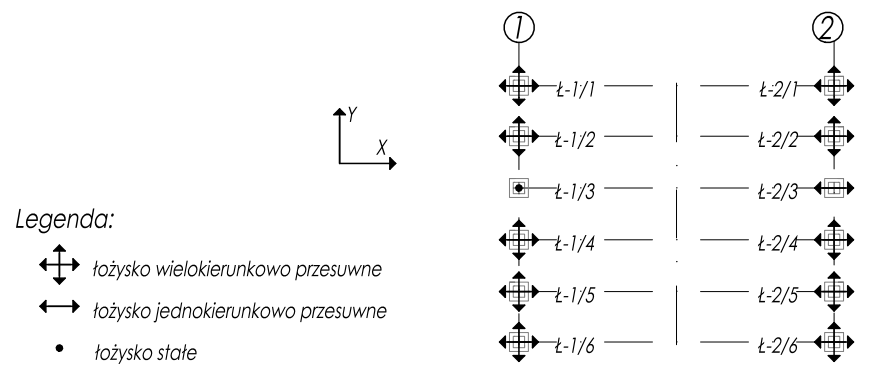 1 2
Ł-1/1 Ł-2/1
Y
Ł-1/2 Ł-2/2
X
Ł-1/3 Ł-2/3
Legenda:
Ł-1/4 Ł-2/4
łożysko wielokierunkowo przesuwne
Ł-1/5 Ł-2/5
łożysko jednokierunkowo przesuwne
Ł-1/6 Ł-2/6
łożysko stałe